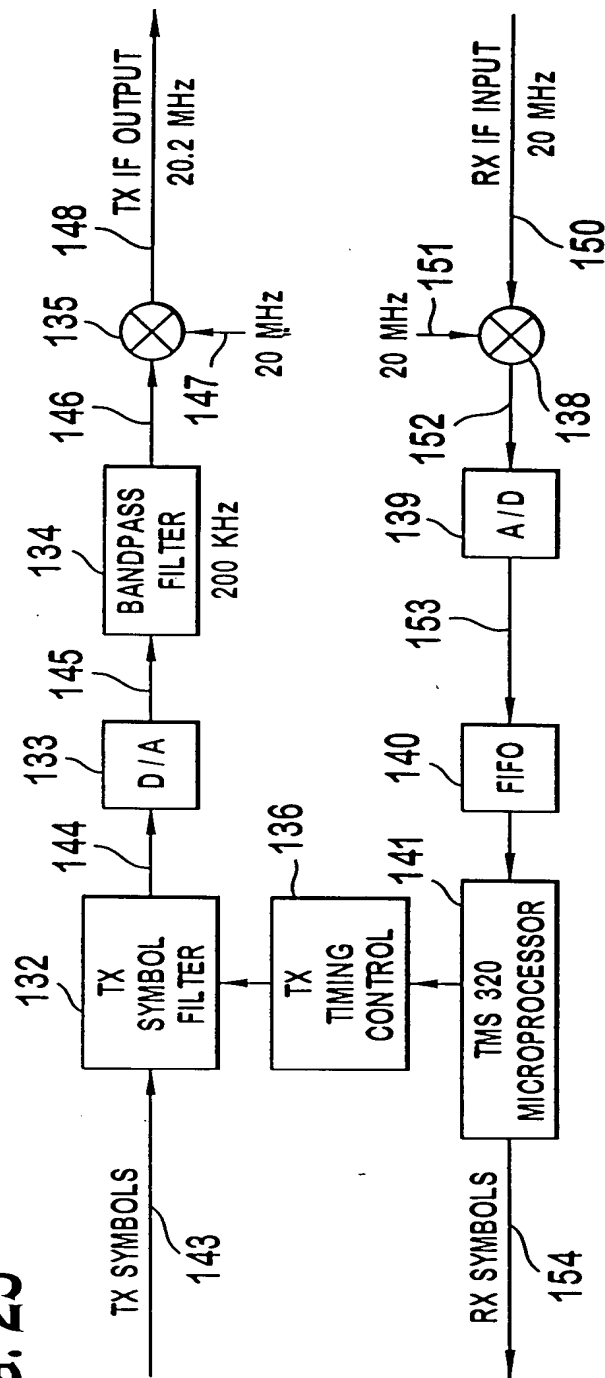 TX SYMBOLS
143
132
TX
SYMBOL
FILTER
144
133
D/A
145
134
BANDPASS
FILTER
200 KHz
146
135
147
20 MHz
148
TX IF OUTPUT
20.2 MHz
136
TX
TIMING
CONTROL
RX SYMBOLS
154
141
TMS 320
MICROPROCESSOR
140
FIFO
153
139
A/D
152
138
20 MHz
151
150
RX IF INPUT
20 MHz